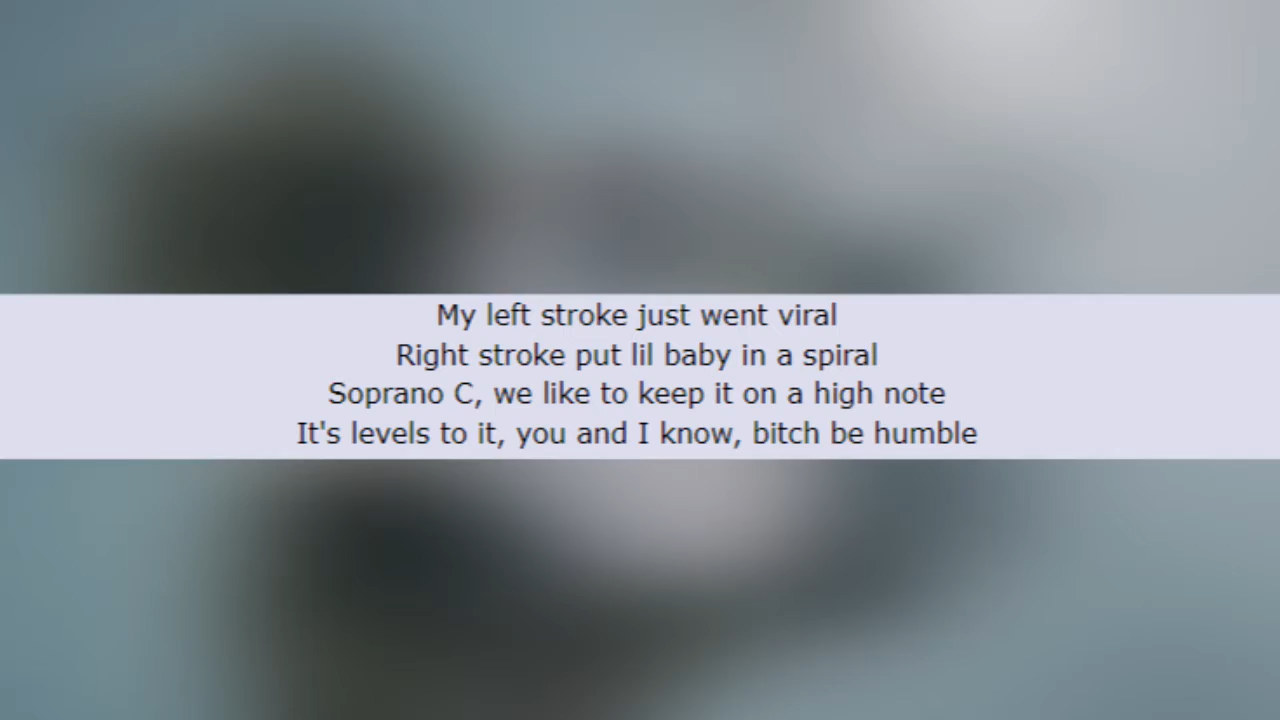 My left stroke just went viral
Right stroke put lil baby in a spiral
Soprano C, we like to keep it on a high note
It's levels to it, you and I know, bitch be humble